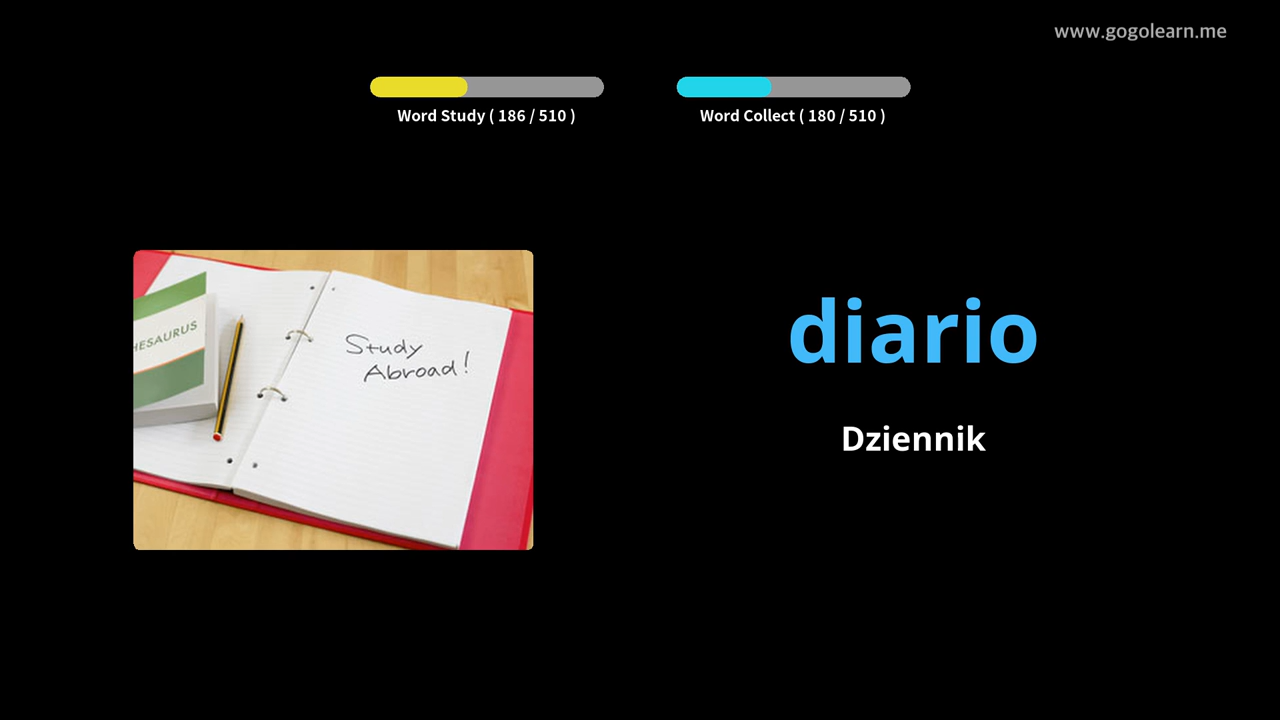 www.gogolearn.me
Word Study ( 186 / 510 )
Word Collect ( 180 / 510 )
HESAURUS
Study
Abroad!
diario
Dziennik